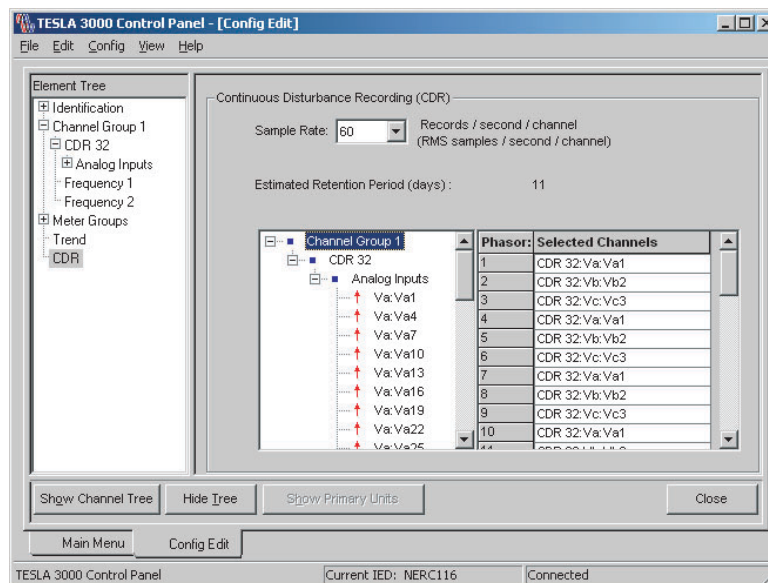 TESLA 3000 Control Panel - [Config Edit]
File Edit Config View Help
Element Tree
Identification
Channel Group 1
CDR 32
Analog Inputs
Frequency 1
Frequency 2
Meter Groups
Trend
CDR
Continuous Disturbance Recording (CDR)
Sample Rate: 60 Records / second / channel
(RMS samples / second / channel)
Estimated Retention Period (days) : 11
Channel Group 1
CDR 32
Analog Inputs
Va:Va1
Va:Va4
Va:Va7
Va:Va10
Va:Va13
Va:Va16
Va:Va19
Va:Va22
Va:Va25
Phasor: Selected Channels
1 CDR 32:Va:Va1
2 CDR 32:Vb:Vb2
3 CDR 32:Vc:Vc3
4 CDR 32:Va:Va1
5 CDR 32:Vb:Vb2
6 CDR 32:Vc:Vc3
7 CDR 32:Va:Va1
8 CDR 32:Vb:Vb2
9 CDR 32:Vc:Vc3
10 CDR 32:Va:Va1
Show Channel Tree Hide Tree Show Primary Units Close
Main Menu Config Edit
TESLA 3000 Control Panel Current IED: NERC116 Connected